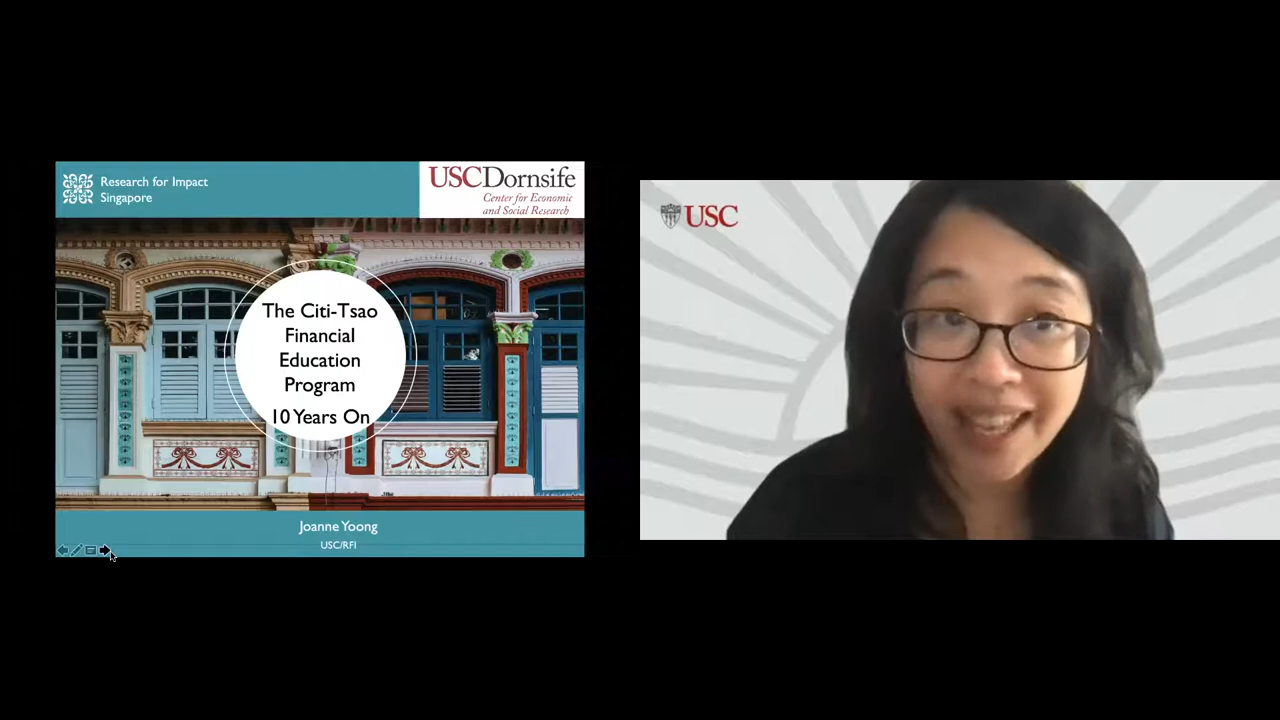 Research for Impact
Singapore
USCDornsife
Center for Economic
and Social Research
The Citi-Tsao
Financial
Education
Program
10 Years On
Joanne Yoong
USC/RFI
USC